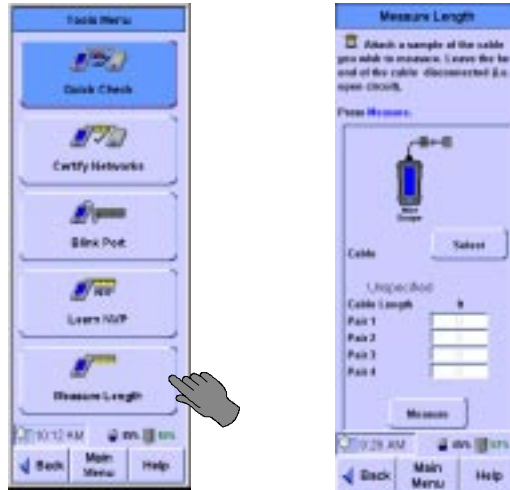 Tools Menu
Quick Check
Certify Networks
Blink Port
Learn NVP
Measure Length
10:12 AM
Back
Main
Menu
Help
Measure Length
Attach a sample of the cable
you wish to measure. Leave the far
end of the cable disconnected (i.e.
open circuit).
Press Measure.
Cable
Select
Unspecified
Cable Length ft
Pair 1
Pair 2
Pair 3
Pair 4
Measure
10:26 AM
Back
Main
Menu
Help